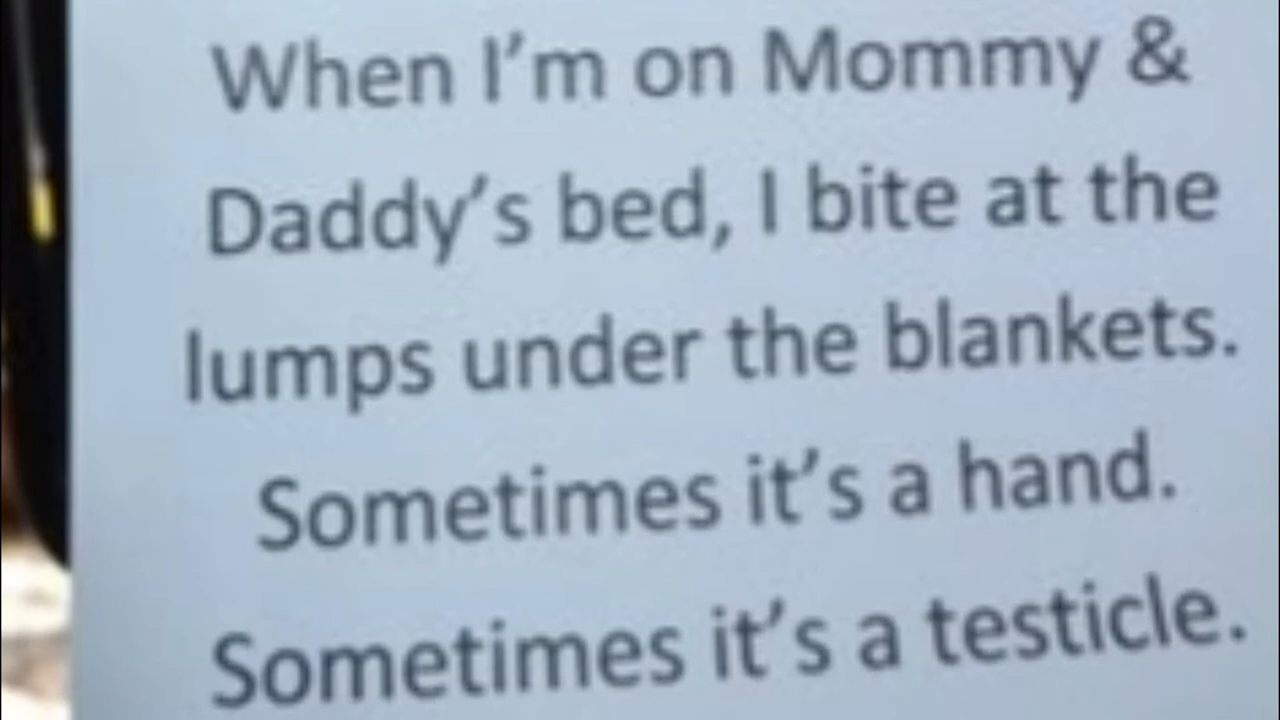 When I'm on Mommy &
Daddy's bed, I bite at the
lumps under the blankets.
Sometimes it's a hand.
Sometimes it's a testicle.